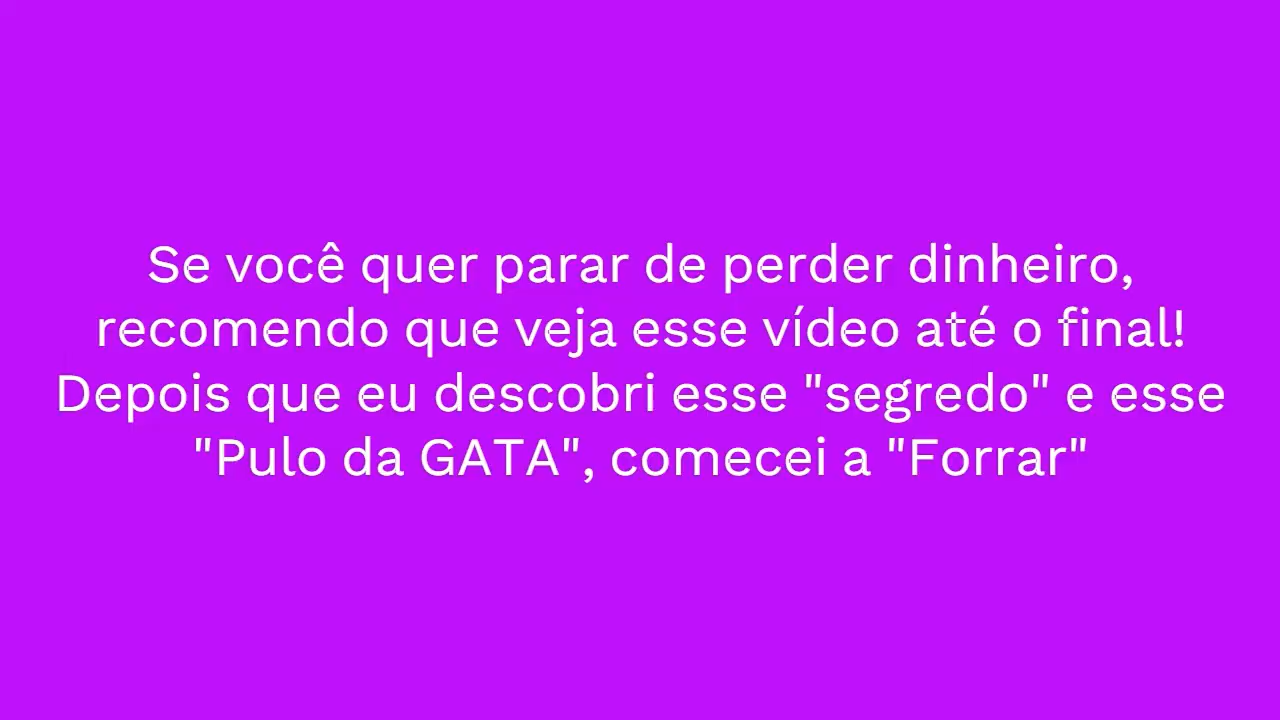 Se você quer parar de perder dinheiro,
recomendo que veja esse vídeo até o final!
Depois que eu descobri esse "segredo" e esse
"Pulo da GATA", comecei a "Forrar"